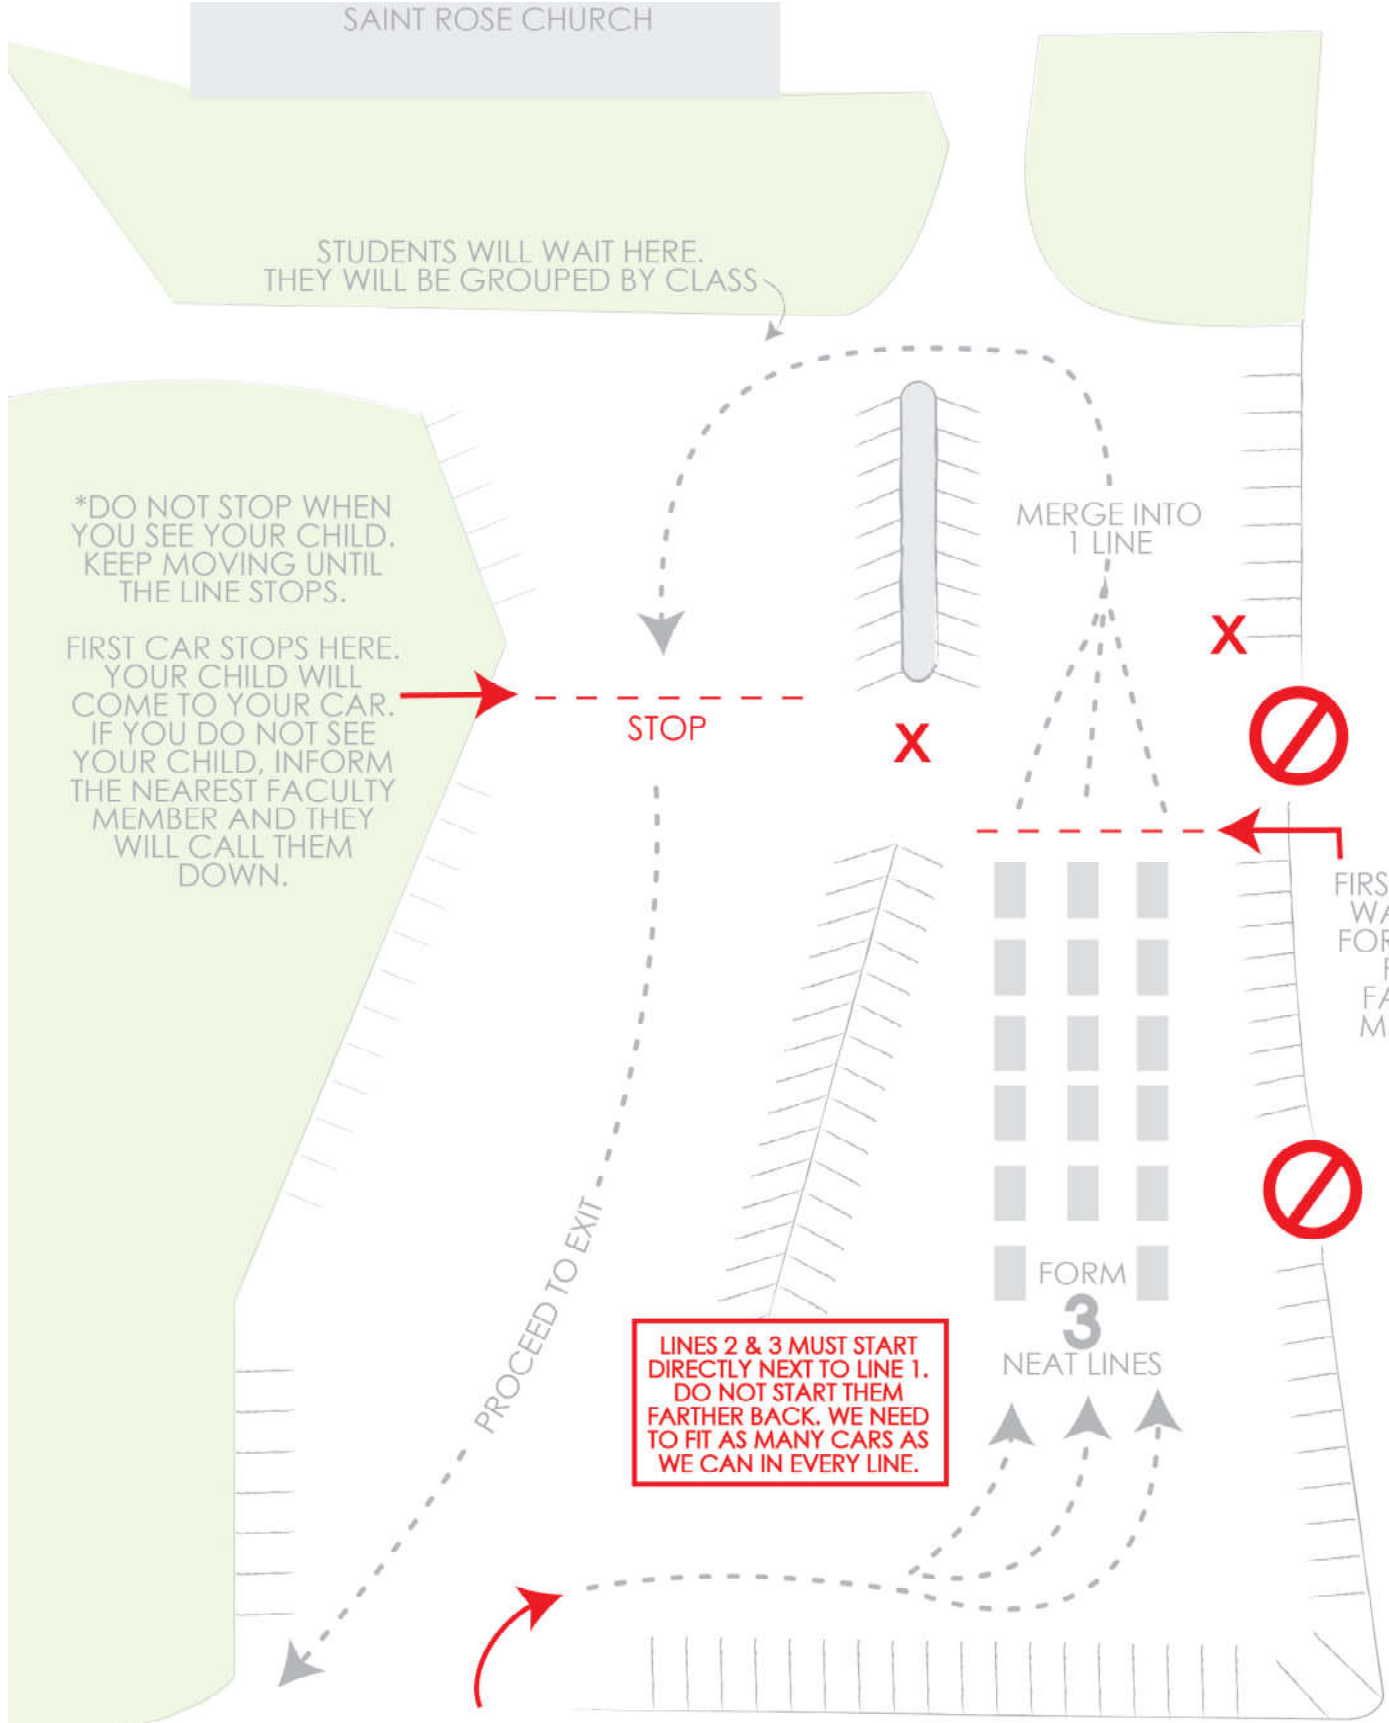 SAINT ROSE CHURCH
STUDENTS WILL WAIT HERE.
THEY WILL BE GROUPED BY CLASS
*DO NOT STOP WHEN
YOU SEE YOUR CHILD.
KEEP MOVING UNTIL
THE LINE STOPS.
MERGE INTO
1 LINE
FIRST CAR STOPS HERE.
YOUR CHILD WILL
COME TO YOUR CAR.
IF YOU DO NOT SEE
YOUR CHILD, INFORM
THE NEAREST FACULTY
MEMBER AND THEY
WILL CALL THEM
DOWN.
X
STOP
X
PROCEED TO EXIT
FORM
3
NEAT LINES
LINES 2 & 3 MUST START
DIRECTLY NEXT TO LINE 1.
DO NOT START THEM
FARTHER BACK. WE NEED
TO FIT AS MANY CARS AS
WE CAN IN EVERY LINE.